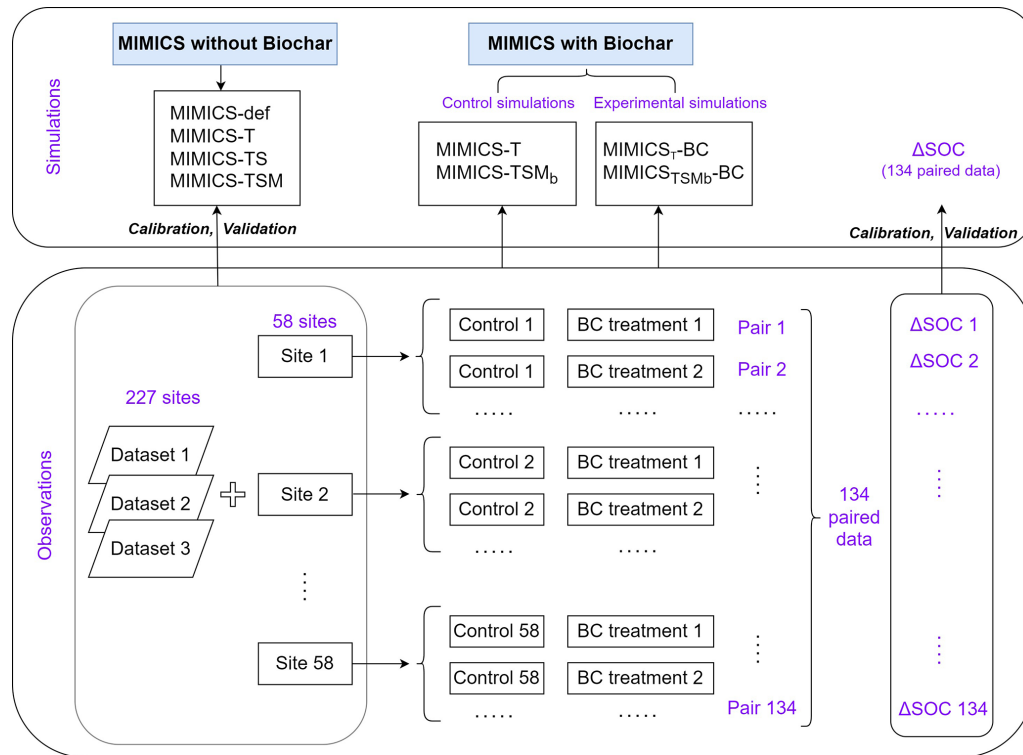 MIMICS without Biochar
MIMICS with Biochar
Simulations
Control simulations
Experimental simulations
MIMICS-def
MIMICS-T
MIMICS-TS
MIMICS-TSM
MIMICS-T
MIMICS-TSMb
MIMICST-BC
MIMICSTSMb-BC
ΔSOC
(134 paired data)
Calibration, Validation
Calibration, Validation
Observations
227 sites
Dataset 1
Dataset 2
Dataset 3
58 sites
Site 1
Site 2
Site 58
Control 1
BC treatment 1
Pair 1
Control 1
BC treatment 2
Pair 2
.....
.....
.....
Control 2
BC treatment 1
Control 2
BC treatment 2
.....
.....
Control 58
BC treatment 1
Control 58
BC treatment 2
.....
.....
Pair 134
134
paired
data
ΔSOC 1
ΔSOC 2
.....
ΔSOC 134